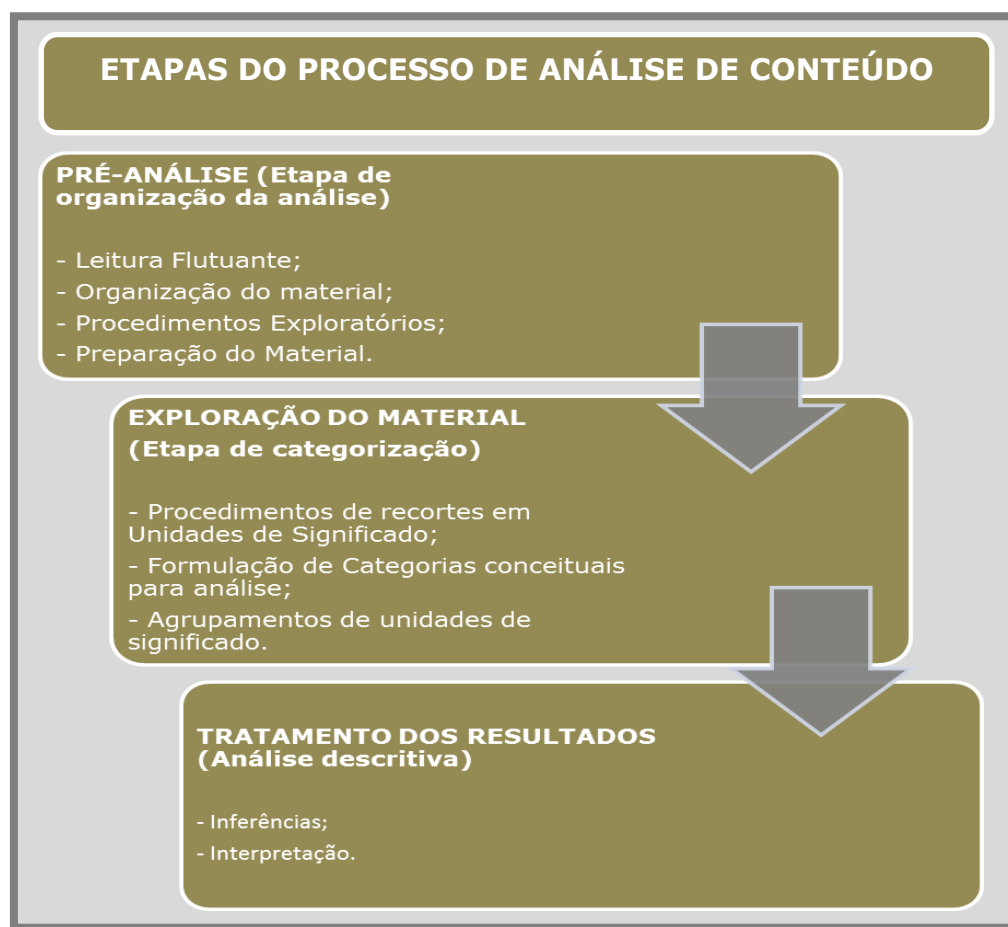 ETAPAS DO PROCESSO DE ANÁLISE DE CONTEÚDO
PRÉ-ANÁLISE (Etapa de
organização da análise)
- Leitura Flutuante;
- Organização do material;
- Procedimentos Exploratórios;
- Preparação do Material.
EXPLORAÇÃO DO MATERIAL
(Etapa de categorização)
- Procedimentos de recortes em
Unidades de Significado;
- Formulação de Categorias conceituais
para análise;
- Agrupamentos de unidades de
significado.
TRATAMENTO DOS RESULTADOS
(Análise descritiva)
- Inferências;
- Interpretação.